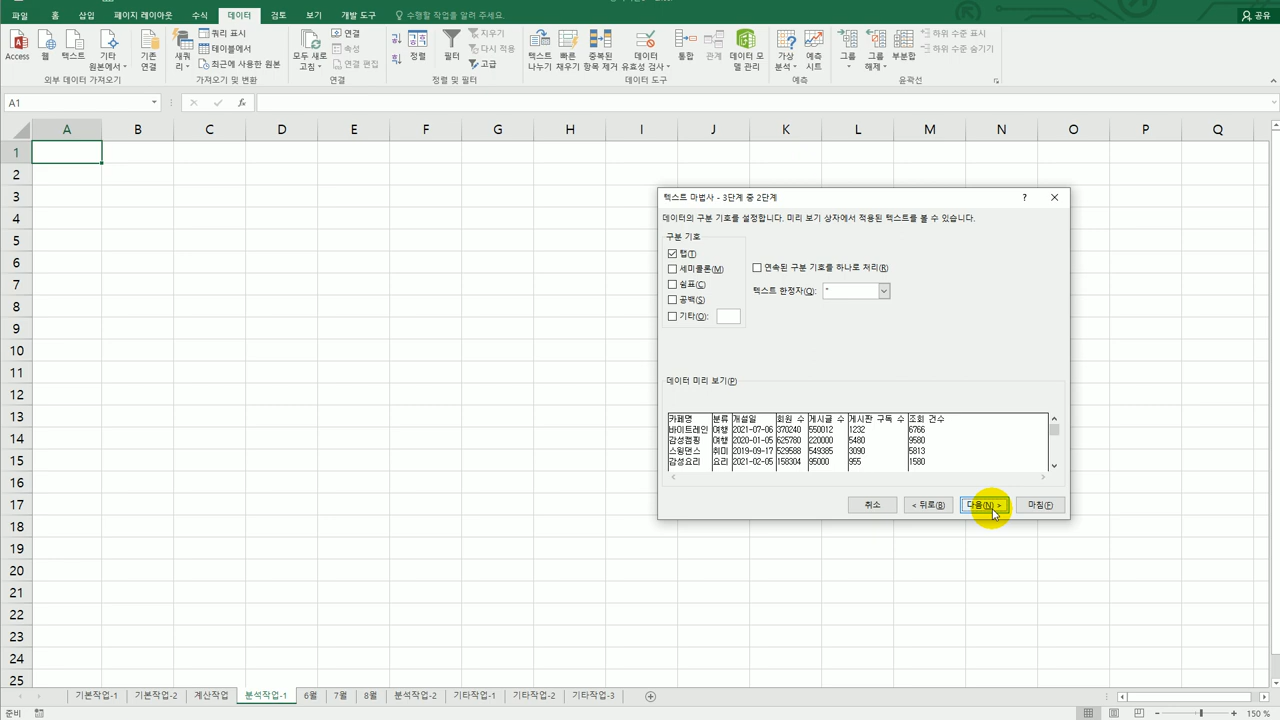 파일 홈 삽입 페이지 레이아웃 수식 데이터 검토 보기 개발 도구 수행할 작업을 알려 주세요. 공유
Access 웹 텍스트 기타 원본에서 기존 연결
새 쿼리 쿼리 표시 테이블에서 최근에 사용한 원본
모두 새로 고침 연결 속성 연결 편집
정렬 필터 지우기 다시 적용 고급
텍스트 나누기 빠른 채우기 중복된 항목 제거 데이터 유효성 검사 통합 관계 데이터 모델 관리
가상 분석 예측 시트
그룹 그룹 해제 부분합 하위 수준 표시 하위 수준 숨기기
외부 데이터 가져오기 가져오기 및 변환 연결 정렬 및 필터 데이터 도구 예측 윤곽선
A1 fx
A B C D E F G H I J K L M N O P Q
1
2
3
4
5
6
7
8
9
10
11
12
13
14
15
16
17
18
19
20
21
22
23
24
25
텍스트 마법사 - 3단계 중 2단계 ?
데이터의 구분 기호를 설정합니다. 미리 보기 상자에서 적용된 텍스트를 볼 수 있습니다.
구분 기호
탭(T)
세미콜론(M)
쉼표(C)
공백(S)
기타(O):
연속된 구분 기호를 하나로 처리(R)
텍스트 한정자(Q): "
데이터 미리 보기(P)
카페명 분류 개설일 회원 수 게시글 수 게시판 구독 수 조회 건수
바이트레인 여행 2021-07-06 370240 550012 1232 6766
감성캠핑 여행 2020-01-05 625780 220000 5480 9580
스윙댄스 취미 2019-09-17 529588 549385 3090 5813
감성요리 요리 2021-02-05 158304 95000 955 1580
취소 < 뒤로(B) 다음(N) > 마침(F)
기본작업-1 기본작업-2 계산작업 분석작업-1 6월 7월 8월 분석작업-2 기타작업-1 기타작업-2 기타작업-3
준비 150 %